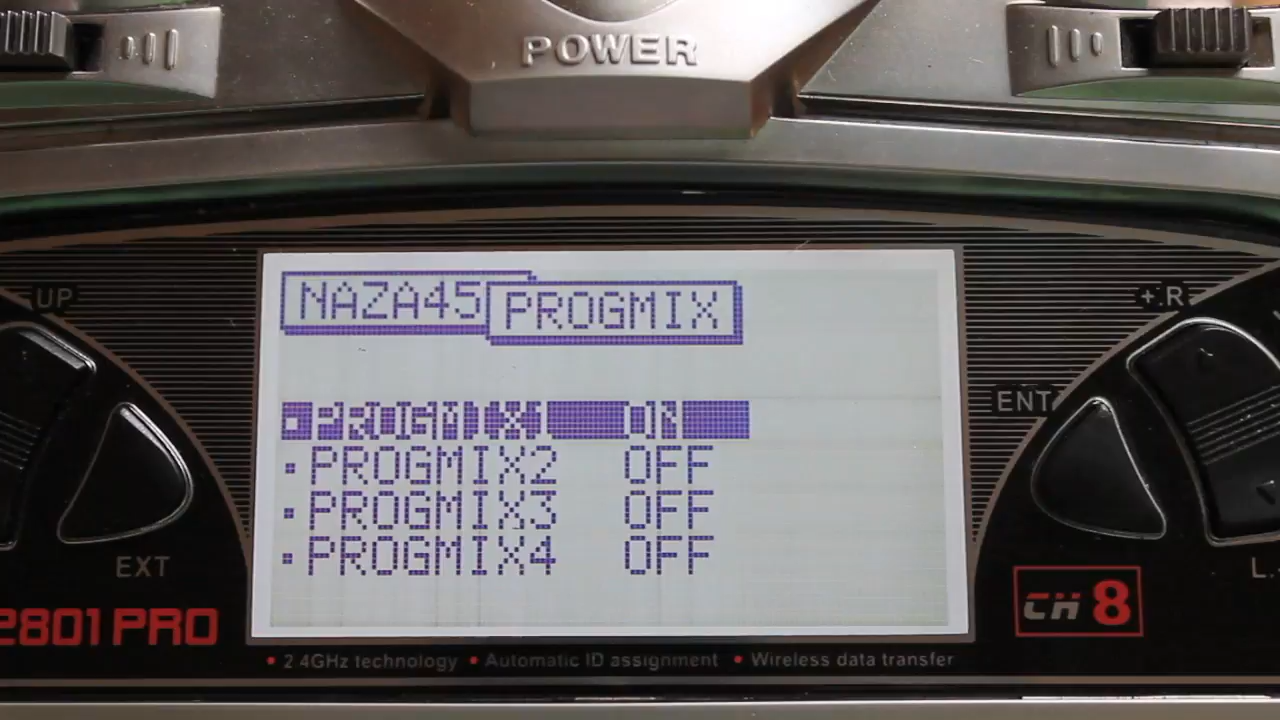 POWER
UP
+.R
NAZA45
PROGMIX
ENT
PROGMIX1 ON
PROGMIX2 OFF
PROGMIX3 OFF
PROGMIX4 OFF
EXT
L.
2801 PRO
CH 8
• 2.4GHz technology • Automatic ID assignment • Wireless data transfer